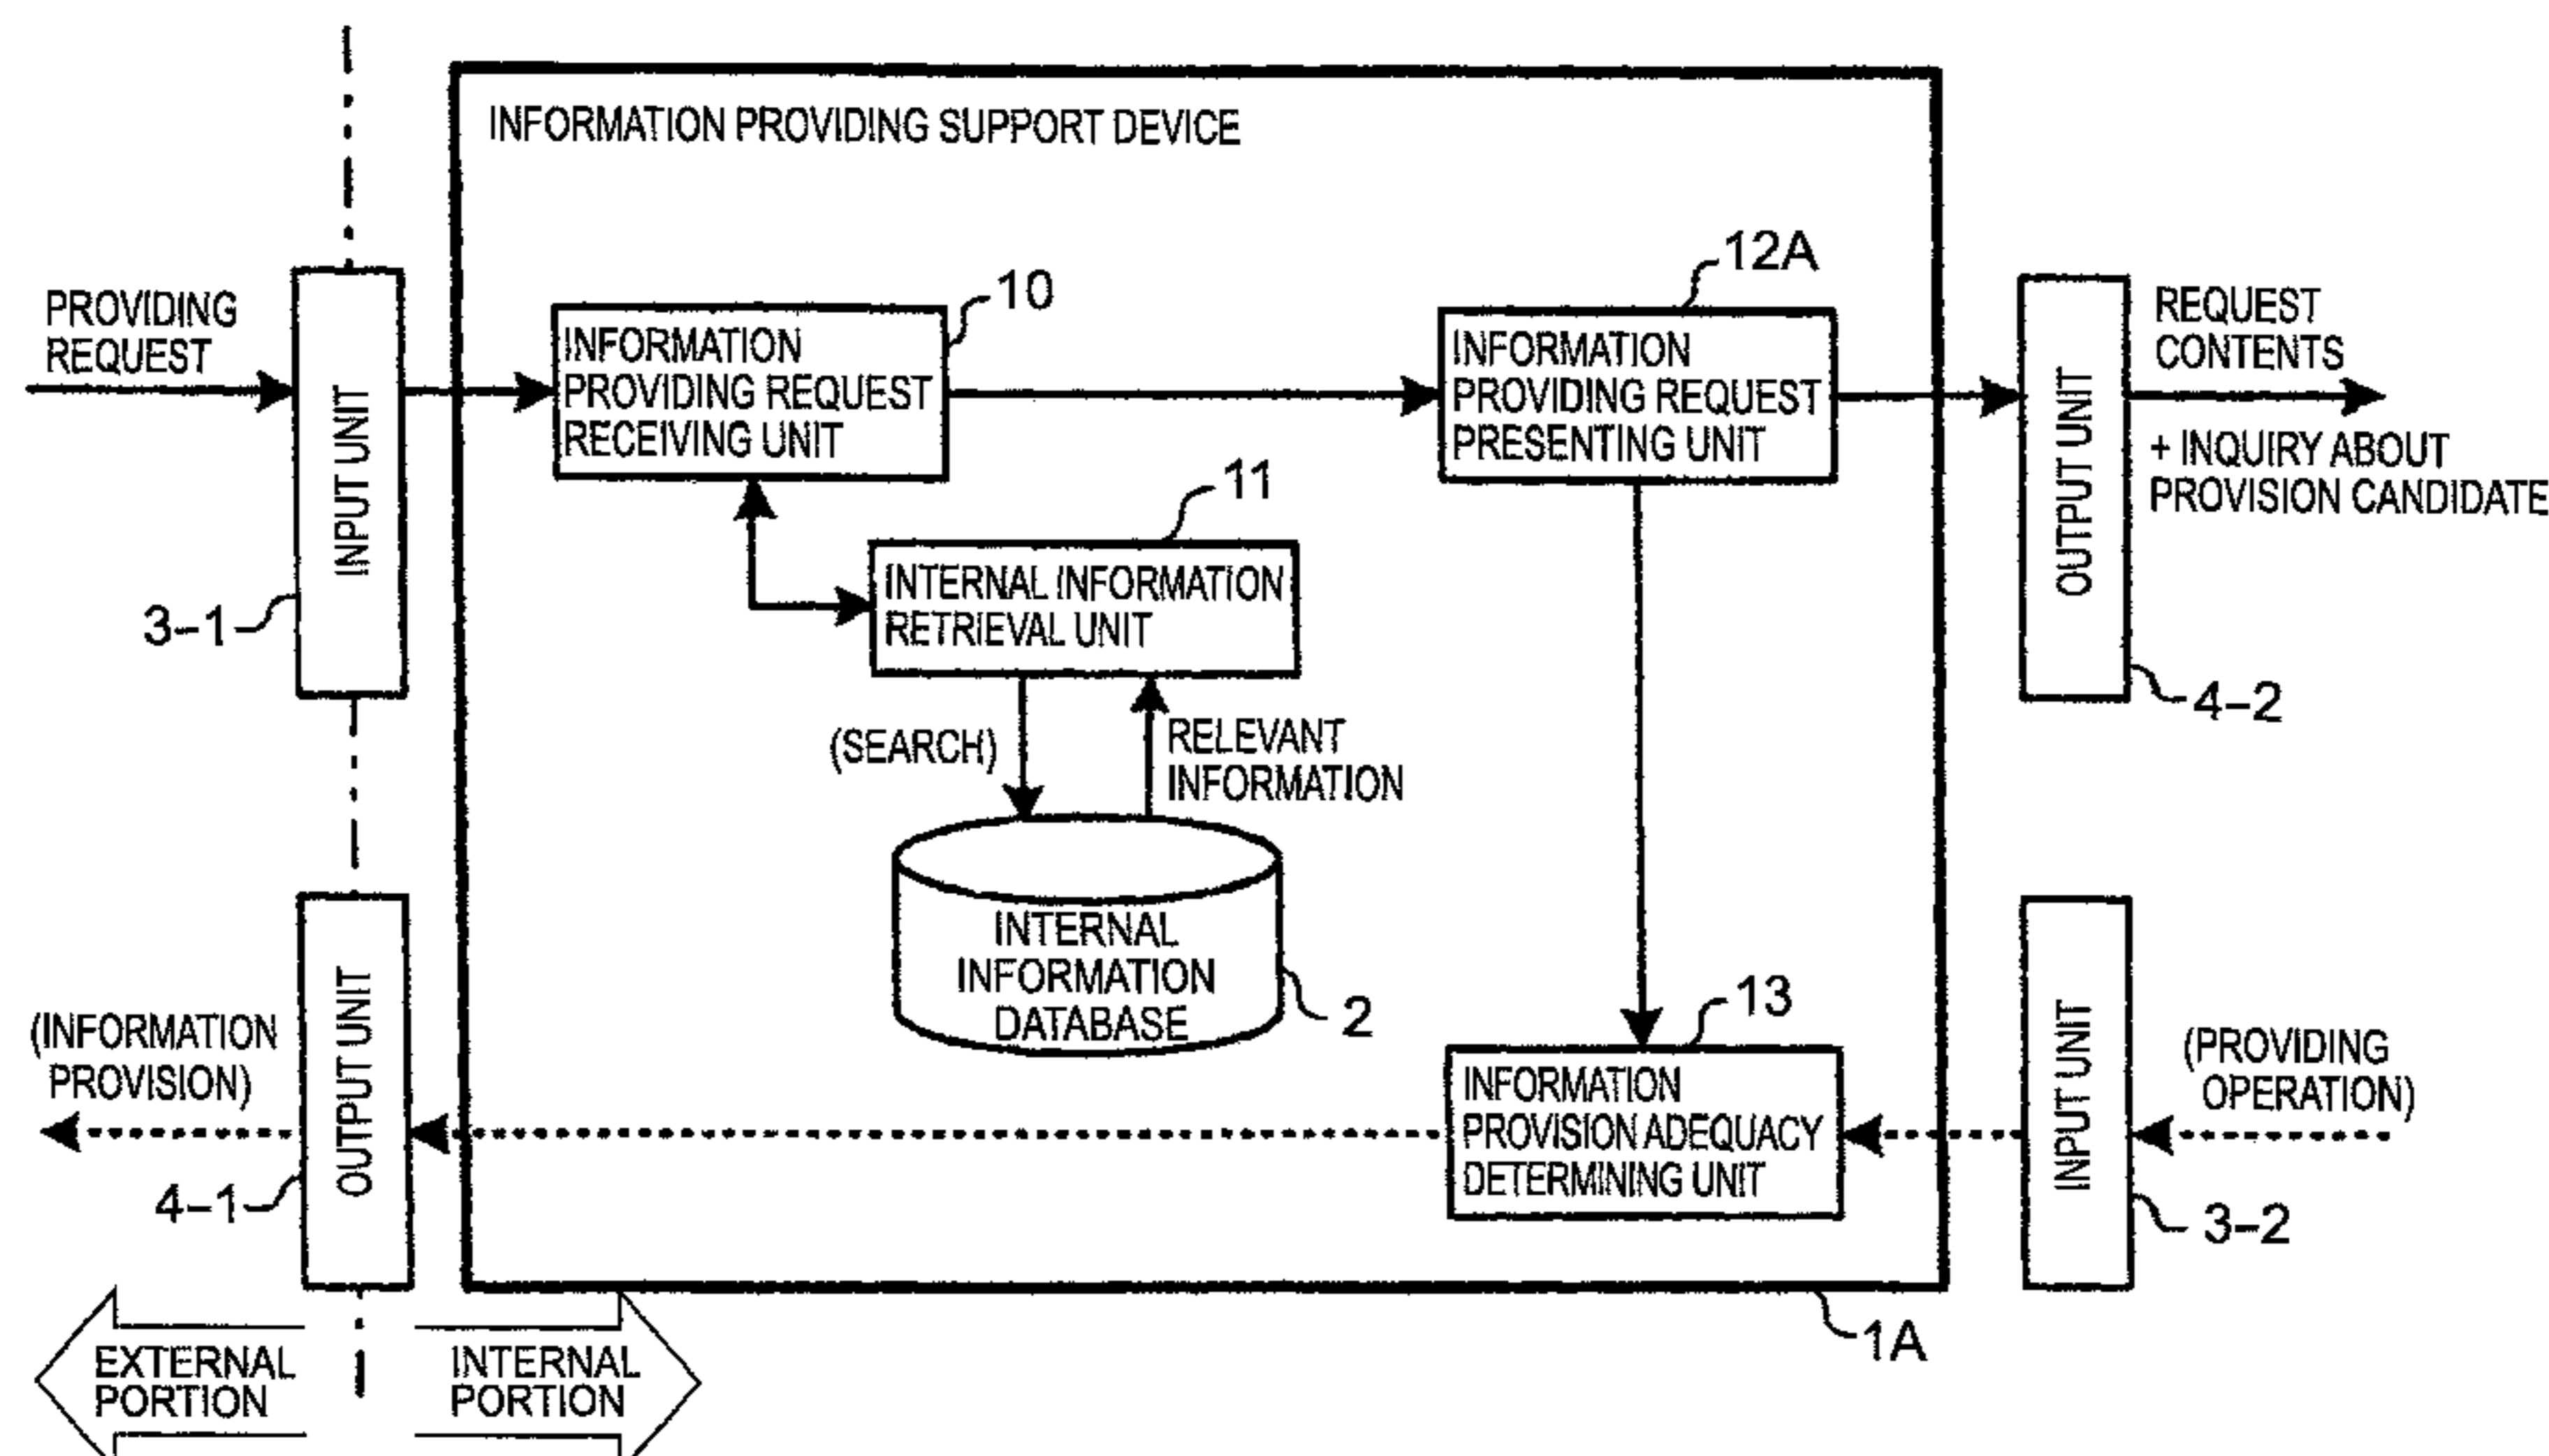 INFORMATION PROVIDING SUPPORT DEVICE
PROVIDING
REQUEST
INPUT UNIT
3-1
INFORMATION
PROVIDING REQUEST
RECEIVING UNIT
10
INFORMATION
PROVIDING REQUEST
PRESENTING UNIT
12A
OUTPUT UNIT
4-2
REQUEST
CONTENTS
+ INQUIRY ABOUT
PROVISION CANDIDATE
11
INTERNAL INFORMATION
RETRIEVAL UNIT
(SEARCH)
RELEVANT
INFORMATION
INTERNAL
INFORMATION
DATABASE
2
(INFORMATION
PROVISION)
OUTPUT UNIT
4-1
13
INFORMATION
PROVISION ADEQUACY
DETERMINING UNIT
INPUT UNIT
3-2
(PROVIDING
OPERATION)
1A
EXTERNAL
PORTION
INTERNAL
PORTION